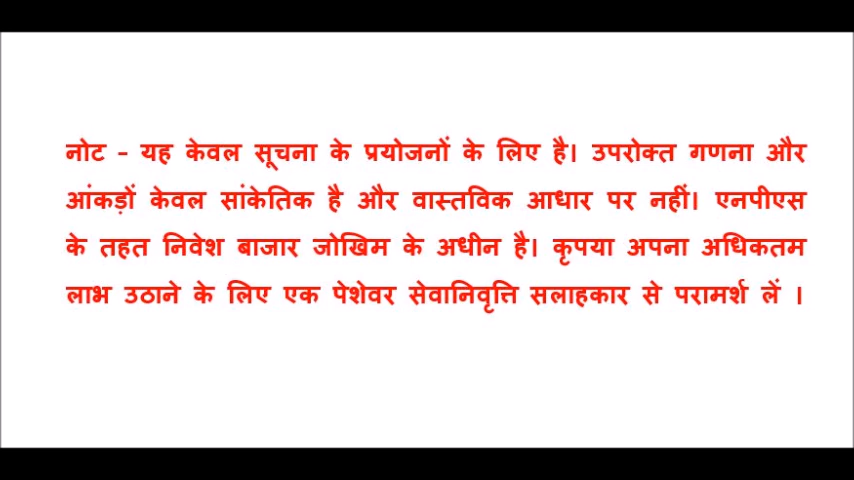 नोट – यह केवल सूचना के प्रयोजनों के लिए है। उपरोक्त गणना और
आंकड़ों केवल सांकेतिक है और वास्तविक आधार पर नहीं। एनपीएस
के तहत निवेश बाजार जोखिम के अधीन है। कृपया अपना अधिकतम
लाभ उठाने के लिए एक पेशेवर सेवानिवृत्ति सलाहकार से परामर्श लें ।